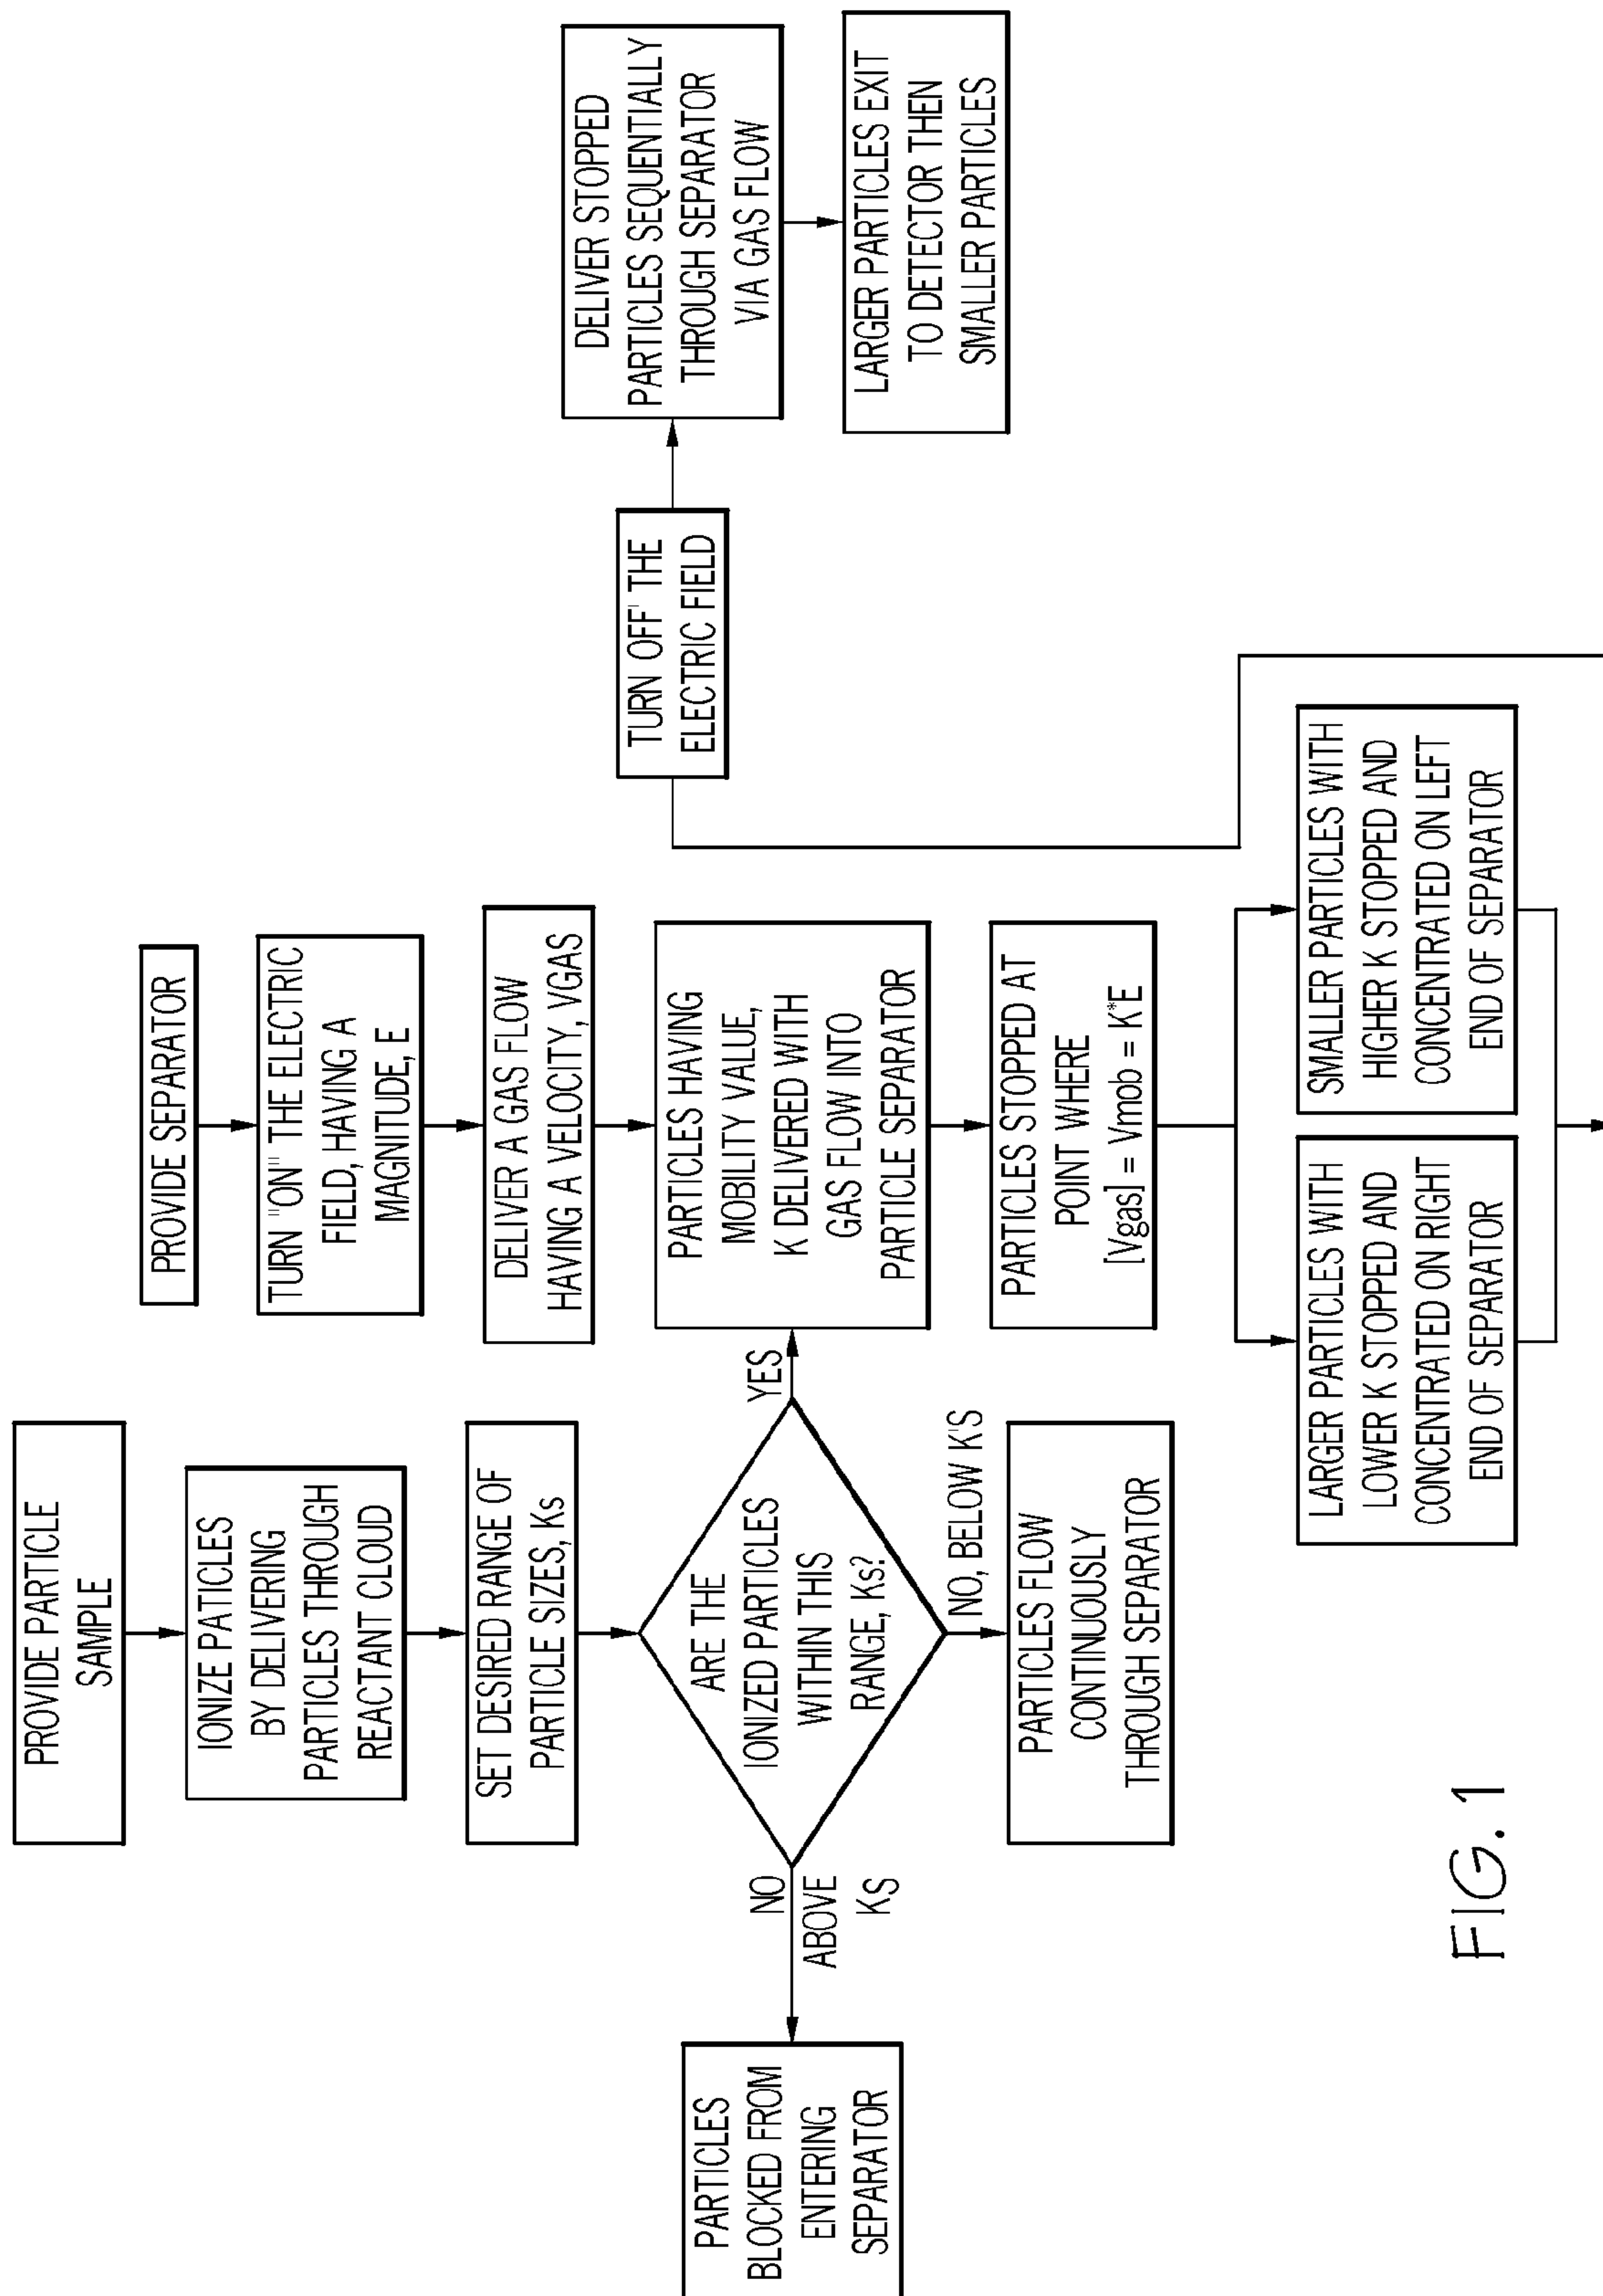 PROVIDE PARTICLE
SAMPLE
IONIZE PATICLES
BY DELIVERING
PARTICLES THROUGH
REACTANT CLOUD
SET DESIRED RANGE OF
PARTICLE SIZES, Ks
ARE THE
IONIZED PARTICLES
WITHIN THIS
RANGE, Ks?
NO
ABOVE
KS
PARTICLES
BLOCKED FROM
ENTERING
SEPARATOR
NO, BELOW K'S
PARTICLES FLOW
CONTINUOUSLY
THROUGH SEPARATOR
YES
PROVIDE SEPARATOR
TURN "ON" THE ELECTRIC
FIELD, HAVING A
MAGNITUDE, E
DELIVER A GAS FLOW
HAVING A VELOCITY, VGAS
PARTICLES HAVING
MOBILITY VALUE,
K DELIVERED WITH
GAS FLOW INTO
PARTICLE SEPARATOR
PARTICLES STOPPED AT
POINT WHERE
[Vgas] = Vmob = K*E
LARGER PARTICLES WITH
LOWER K STOPPED AND
CONCENTRATED ON RIGHT
END OF SEPARATOR
SMALLER PARTICLES WITH
HIGHER K STOPPED AND
CONCENTRATED ON LEFT
END OF SEPARATOR
TURN OFF' THE
ELECTRIC FIELD
DELIVER STOPPED
PARTICLES SEQUENTIALLY
THROUGH SEPARATOR
VIA GAS FLOW
LARGER PARTICLES EXIT
TO DETECTOR THEN
SMALLER PARTICLES
FIG. 1